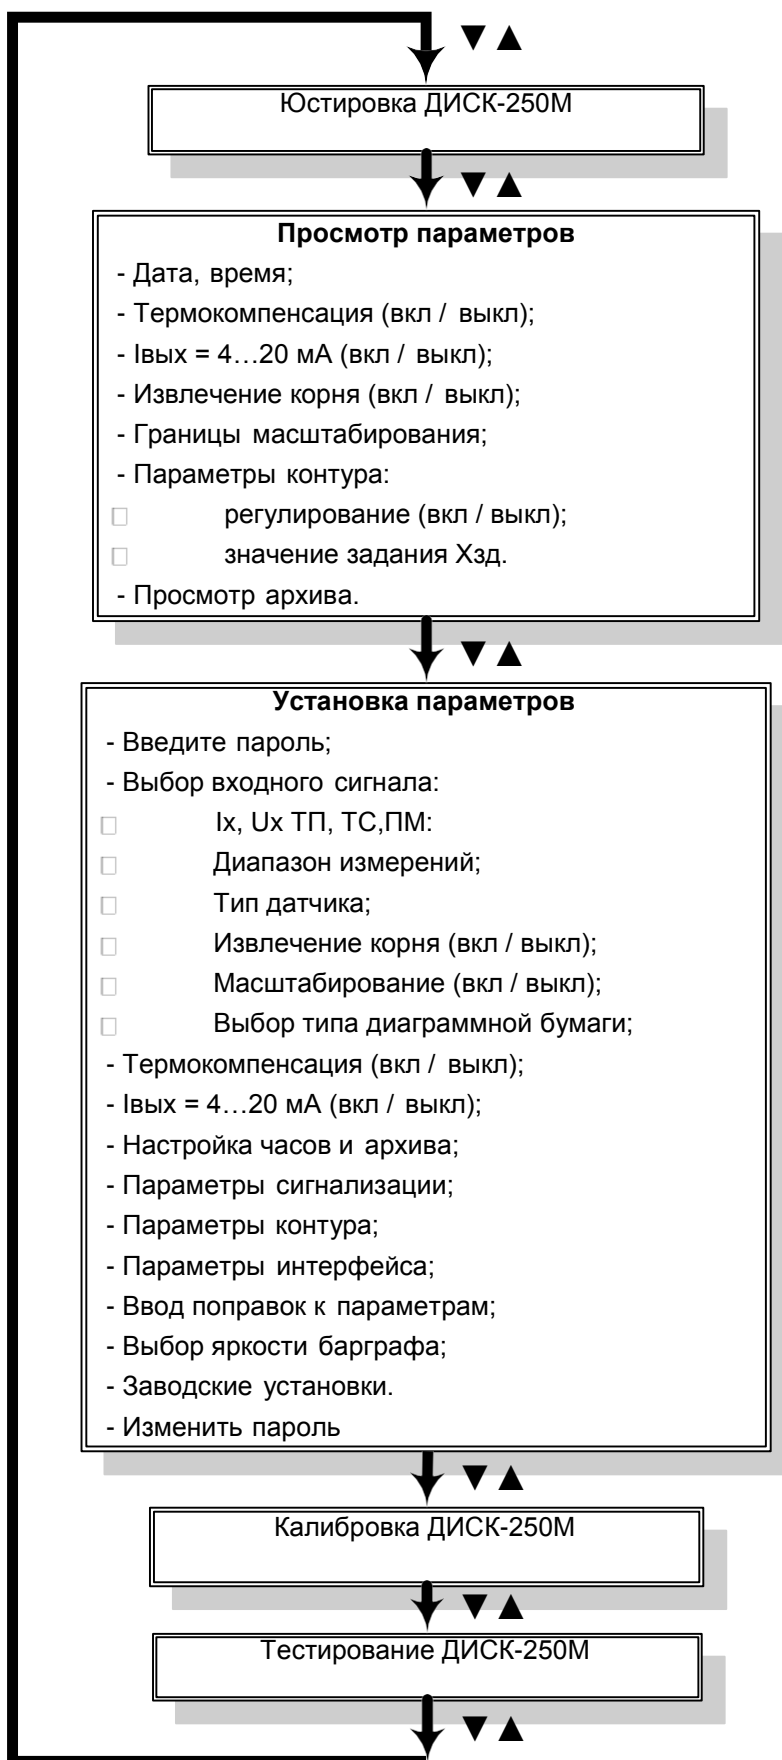 ▼▲
Юстировка ДИСК-250М
▼▲
Просмотр параметров
- Дата, время;
- Термокомпенсация (вкл / выкл);
- Iвых = 4…20 мА (вкл / выкл);
- Извлечение корня (вкл / выкл);
- Границы масштабирования;
- Параметры контура:
регулирование (вкл / выкл);
значение задания Хзд.
- Просмотр архива.
▼▲
Установка параметров
- Введите пароль;
- Выбор входного сигнала:
Ix, Ux ТП, ТС,ПМ:
Диапазон измерений;
Тип датчика;
Извлечение корня (вкл / выкл);
Масштабирование (вкл / выкл);
Выбор типа диаграммной бумаги;
- Термокомпенсация (вкл / выкл);
- Iвых = 4…20 мА (вкл / выкл);
- Настройка часов и архива;
- Параметры сигнализации;
- Параметры контура;
- Параметры интерфейса;
- Ввод поправок к параметрам;
- Выбор яркости барграфа;
- Заводские установки.
- Изменить пароль
▼▲
Калибровка ДИСК-250М
▼▲
Тестирование ДИСК-250М
▼▲